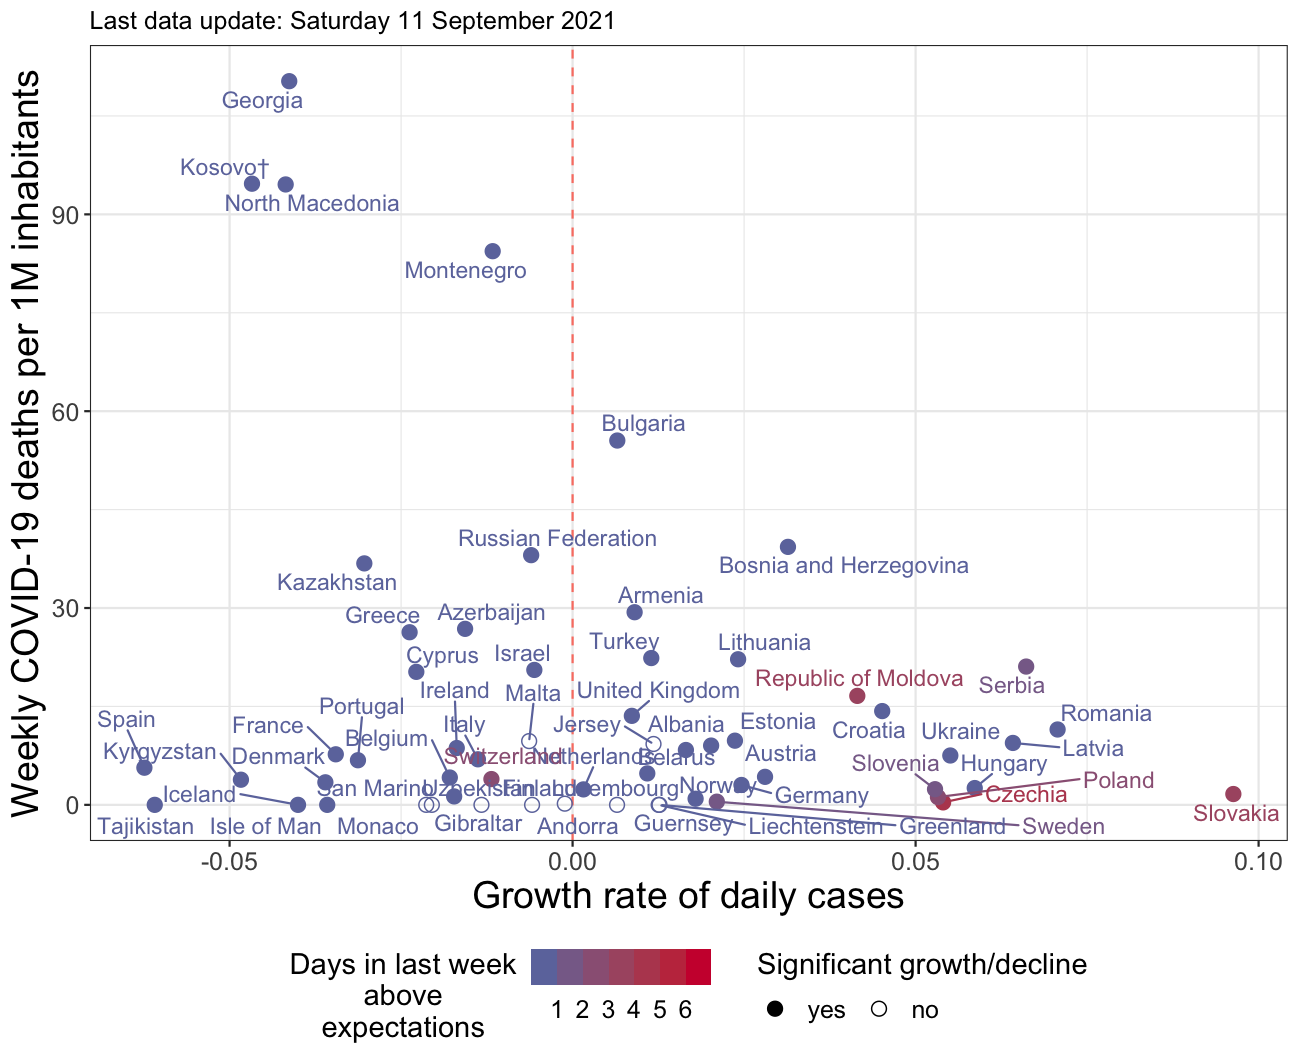 Last data update: Saturday 11 September 2021
Weekly COVID-19 deaths per 1M inhabitants
90
60
30
0
Georgia
Kosovo†
North Macedonia
Montenegro
Bulgaria
Russian Federation
Bosnia and Herzegovina
Kazakhstan
Armenia
Greece
Azerbaijan
Turkey
Lithuania
Cyprus
Israel
Republic of Moldova
Serbia
Ireland
Malta
United Kingdom
Portugal
Spain
France
Italy
Jersey
Albania
Estonia
Croatia
Ukraine
Romania
Belgium
Latvia
Kyrgyzstan
Denmark
Switzerland
Netherlands
Belarus
Austria
Slovenia
Hungary
Poland
Iceland
San Marino
Uzbekistan
Finland
Luxembourg
Norway
Germany
Czechia
Slovakia
Tajikistan
Isle of Man
Monaco
Gibraltar
Andorra
Guernsey
Liechtenstein
Greenland
Sweden
-0.05
0.00
0.05
0.10
Growth rate of daily cases
Days in last week
above
expectations
1 2 3 4 5 6
Significant growth/decline
yes
no